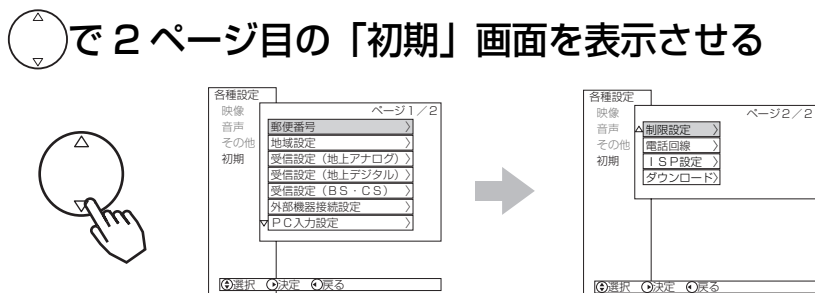 で 2 ページ目の「初期」画面を表示させる
各種設定
映像
音声
その他
初期
ページ1/2
郵便番号
地域設定
受信設定(地上アナログ)
受信設定(地上デジタル)
受信設定(BS・CS)
外部機器接続設定
PC入力設定
選択 決定 戻る
各種設定
映像
音声
その他
初期
ページ2/2
制限設定
電話回線
ISP設定
ダウンロード
選択 決定 戻る